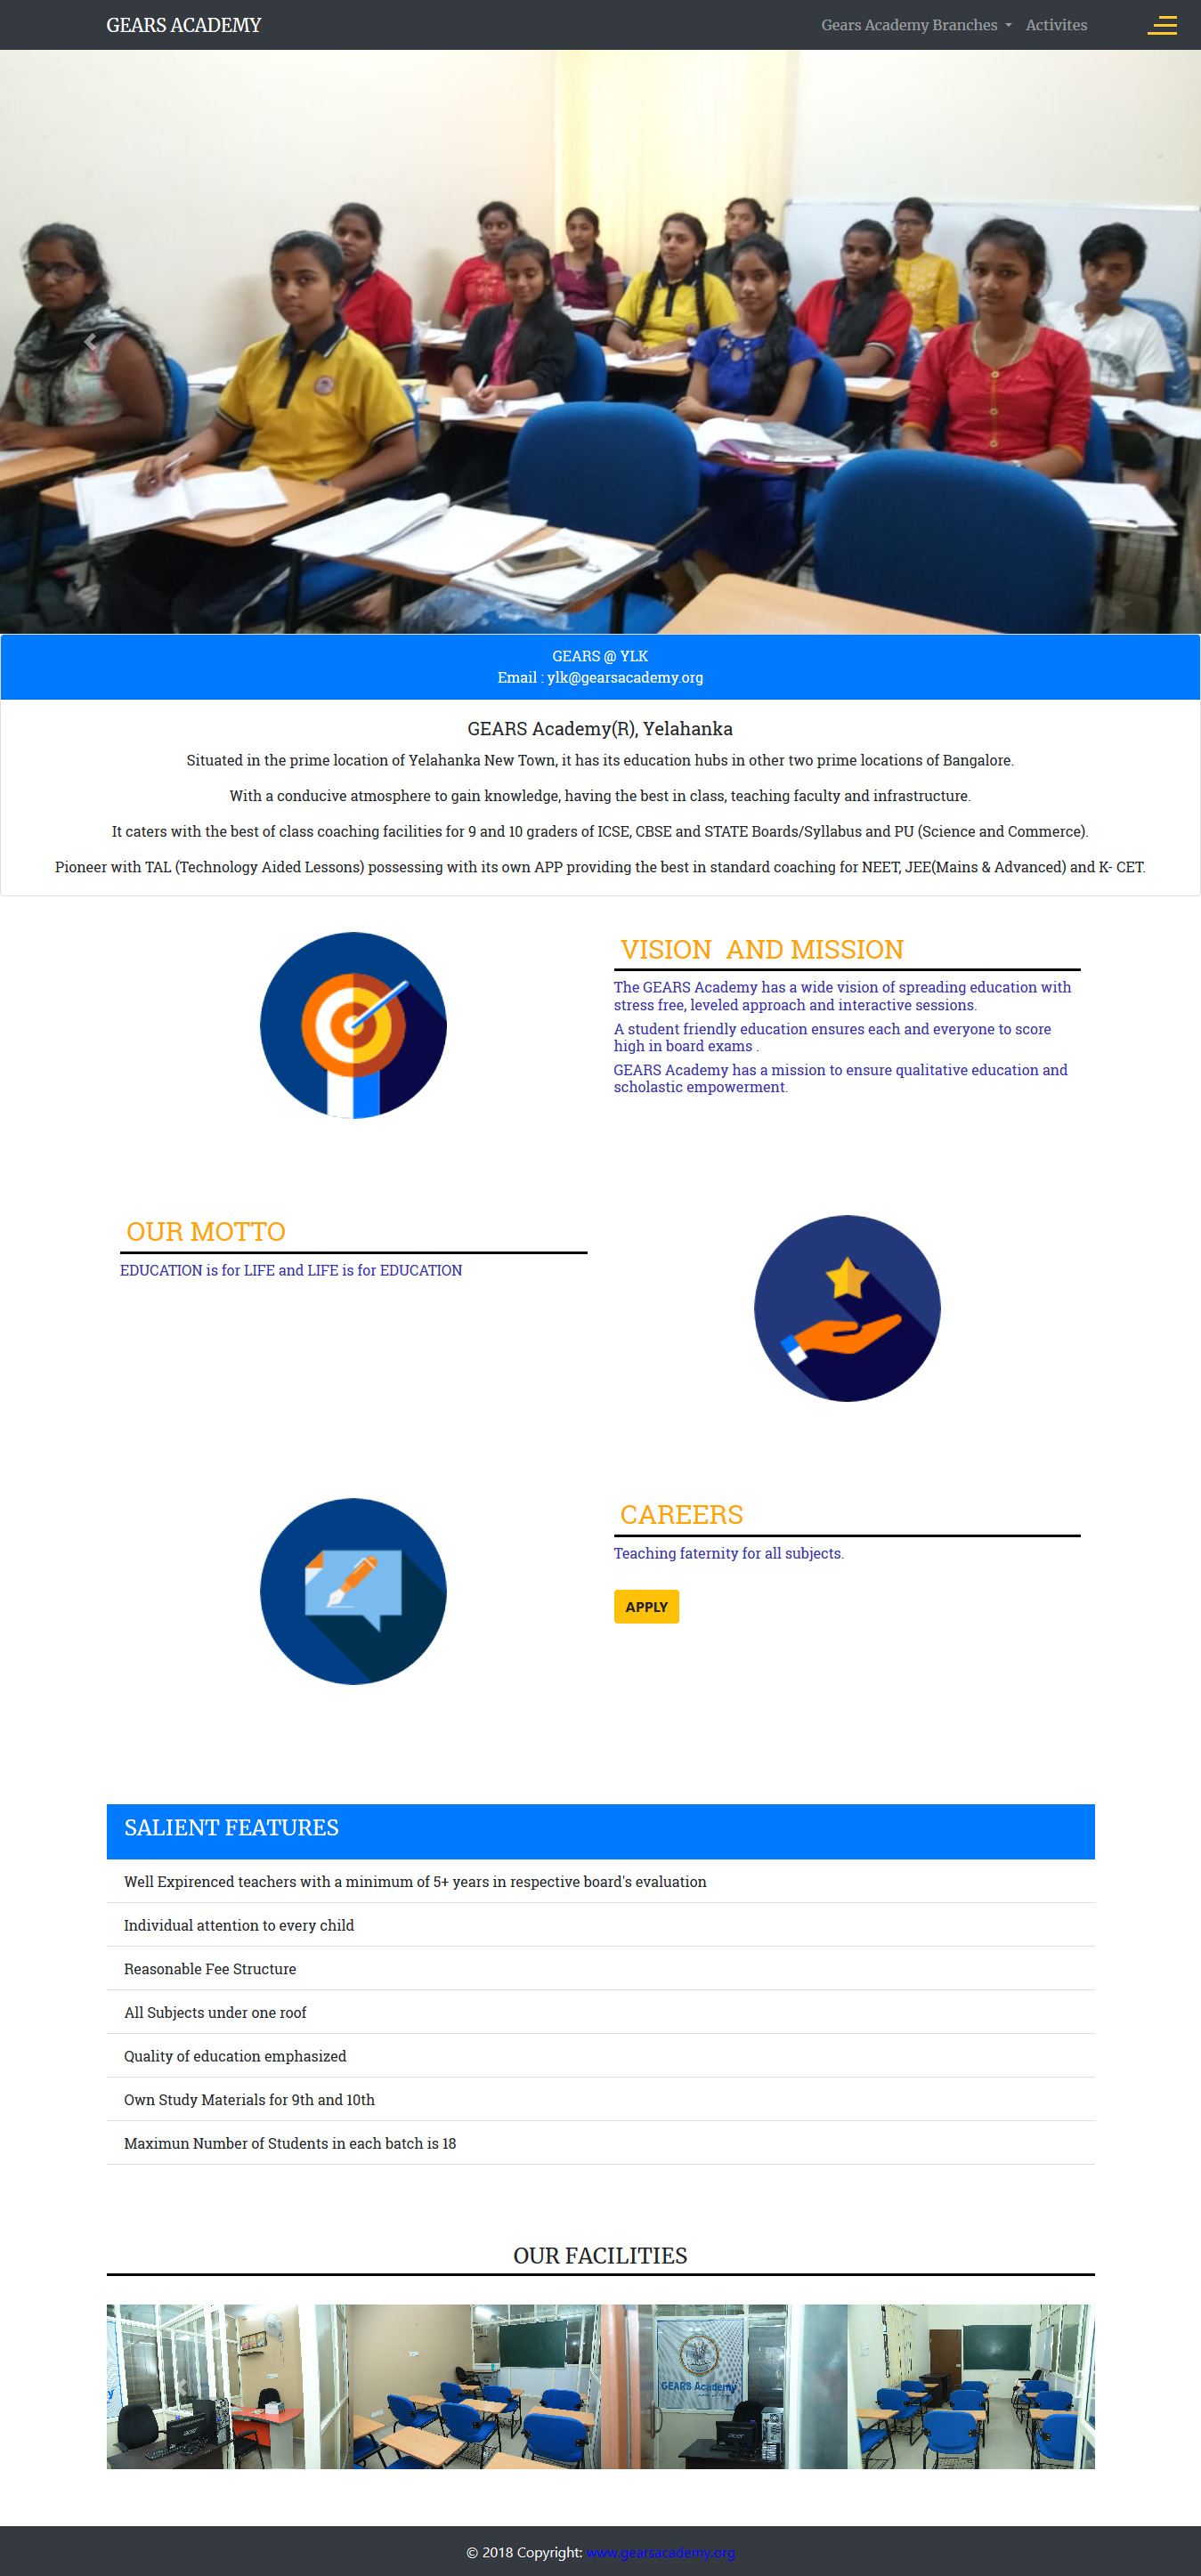 GEARS ACADEMY
Gears Academy Branches
Activites
GEARS @ YLK
Email : ylk@gearsacademy.org
GEARS Academy(R), Yelahanka
Situated in the prime location of Yelahanka New Town, it has its education hubs in other two prime locations of Bangalore.
With a conducive atmosphere to gain knowledge, having the best in class, teaching faculty and infrastructure.
It caters with the best of class coaching facilities for 9 and 10 graders of ICSE, CBSE and STATE Boards/Syllabus and PU (Science and Commerce).
Pioneer with TAL (Technology Aided Lessons) possessing with its own APP providing the best in standard coaching for NEET, JEE(Mains & Advanced) and K- CET.
VISION AND MISSION
The GEARS Academy has a wide vision of spreading education with
stress free, leveled approach and interactive sessions.
A student friendly education ensures each and everyone to score
high in board exams .
GEARS Academy has a mission to ensure qualitative education and
scholastic empowerment.
OUR MOTTO
EDUCATION is for LIFE and LIFE is for EDUCATION
CAREERS
Teaching faternity for all subjects.
APPLY
SALIENT FEATURES
Well Expirenced teachers with a minimum of 5+ years in respective board's evaluation
Individual attention to every child
Reasonable Fee Structure
All Subjects under one roof
Quality of education emphasized
Own Study Materials for 9th and 10th
Maximun Number of Students in each batch is 18
OUR FACILITIES
GEARS Academy
© 2018 Copyright: www.gearsacademy.org